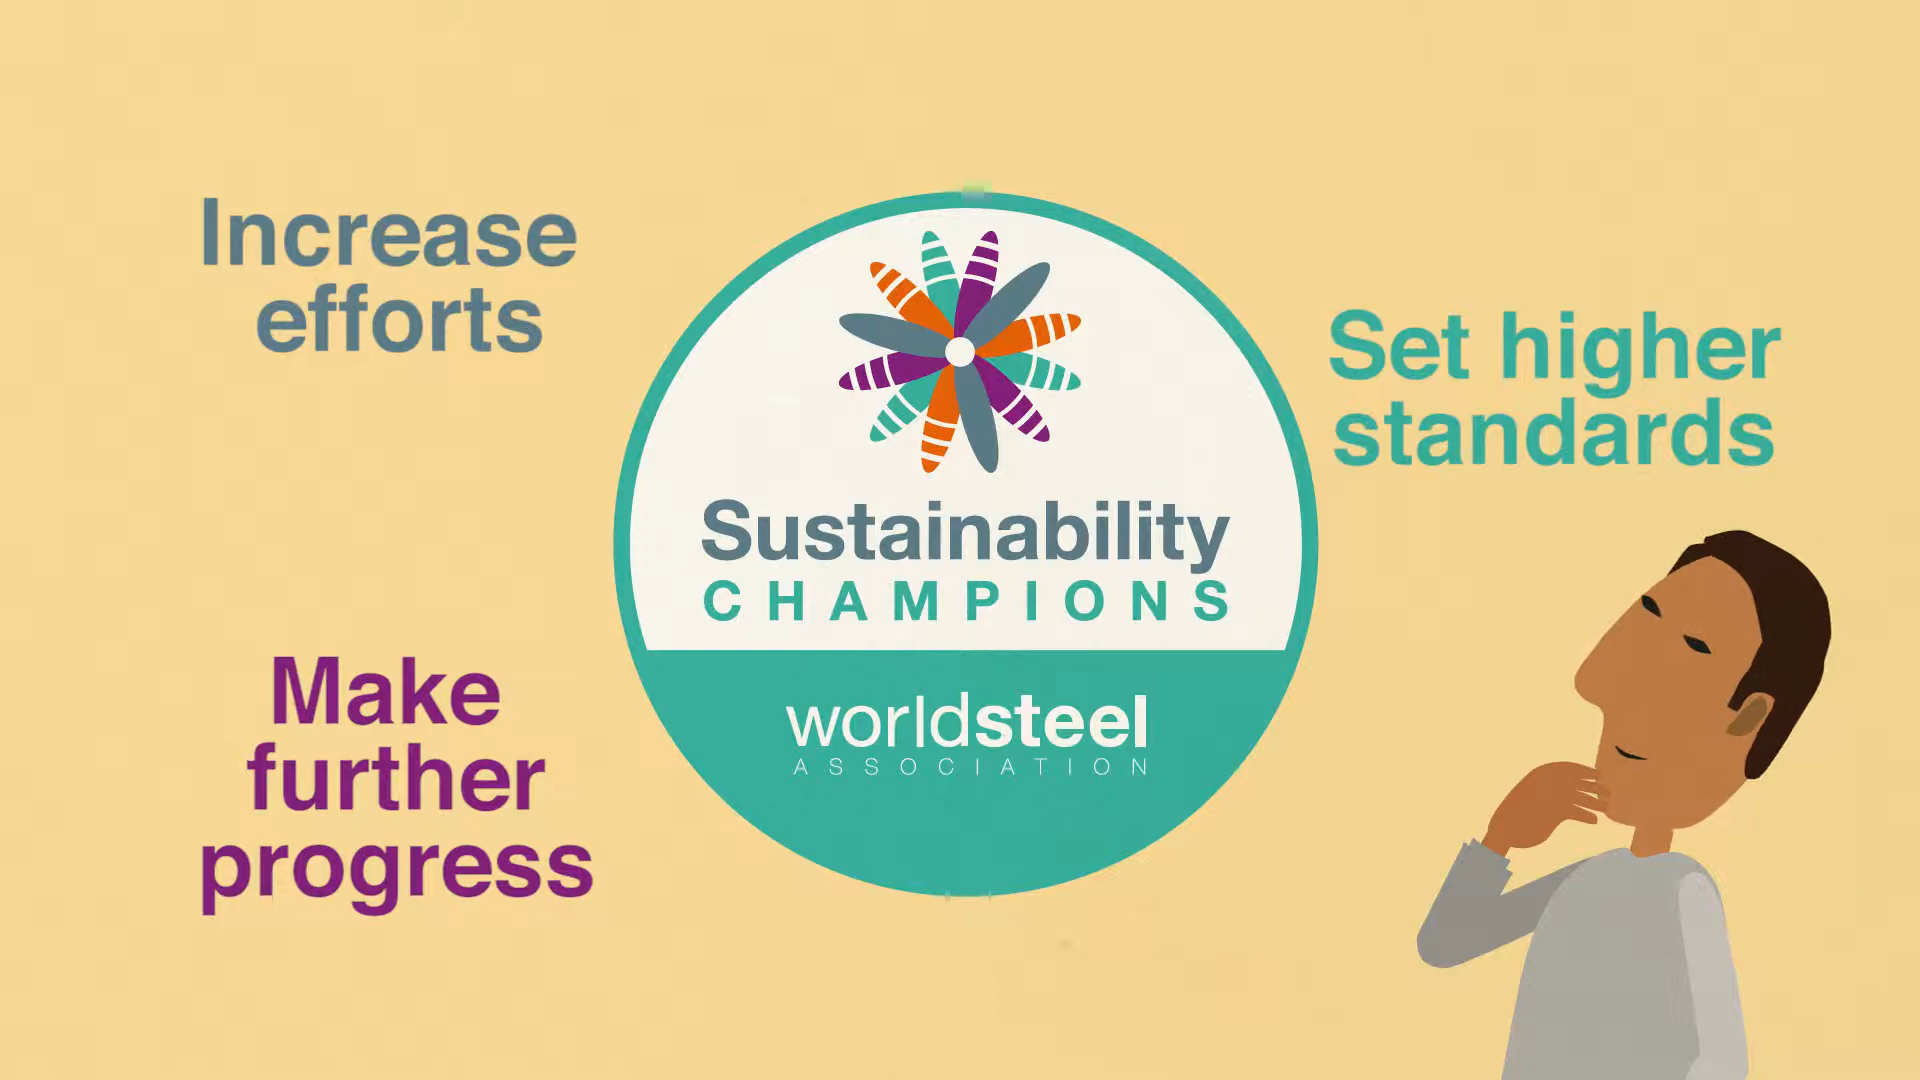 Increase
efforts
Set higher
standards
Sustainability
CHAMPIONS
worldsteel
ASSOCIATION
Make
further
progress